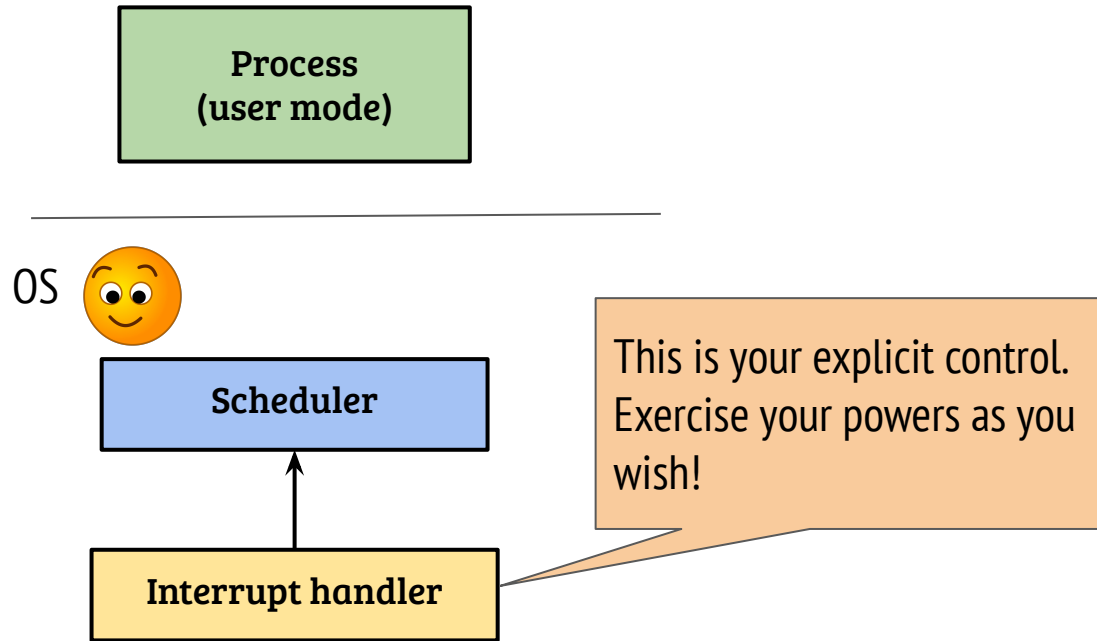 Process
(user mode)
OS
Scheduler
This is your explicit control.
Exercise your powers as you
wish!
Interrupt handler